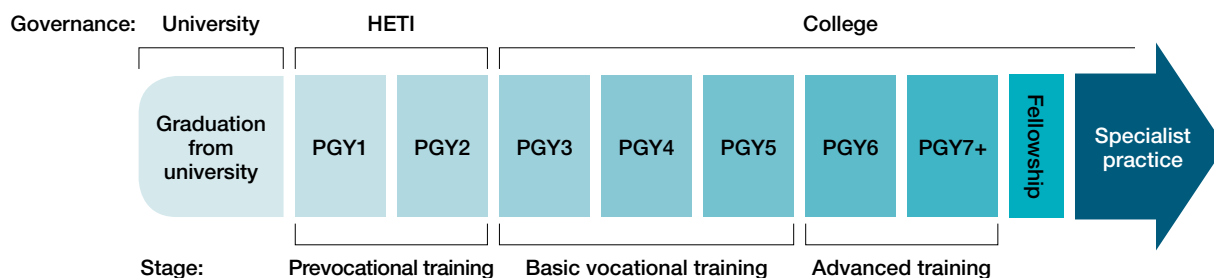 Governance: University HETI College
Graduation
from
university
PGY1 PGY2 PGY3 PGY4 PGY5 PGY6 PGY7+
Fellowship
Specialist
practice
Stage: Prevocational training Basic vocational training Advanced training